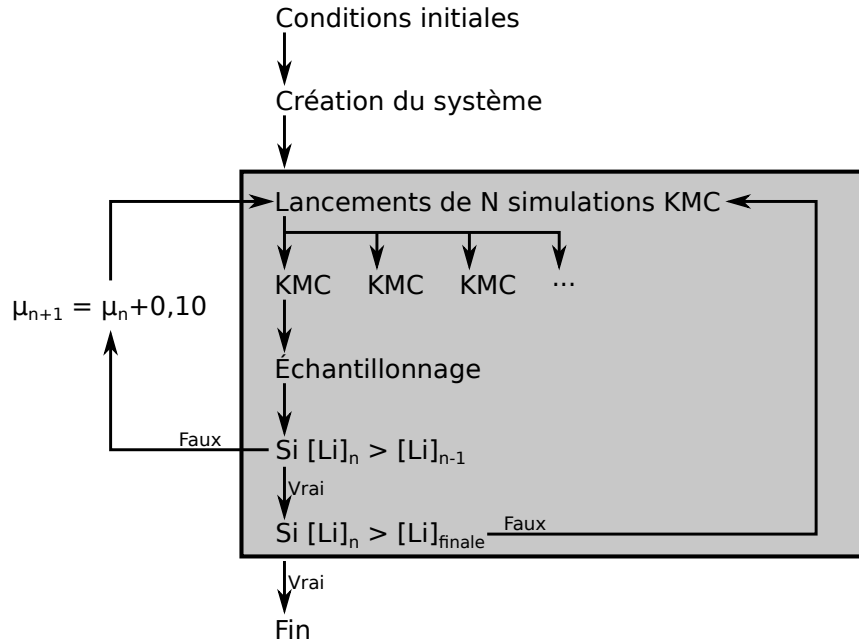 Conditions initiales
Création du système
Lancements de N simulations KMC
KMC KMC KMC ...
μn+1 = μn+0,10
Échantillonnage
Faux
Si [Li]n > [Li]n-1
Vrai
Si [Li]n > [Li]finale
Faux
Vrai
Fin